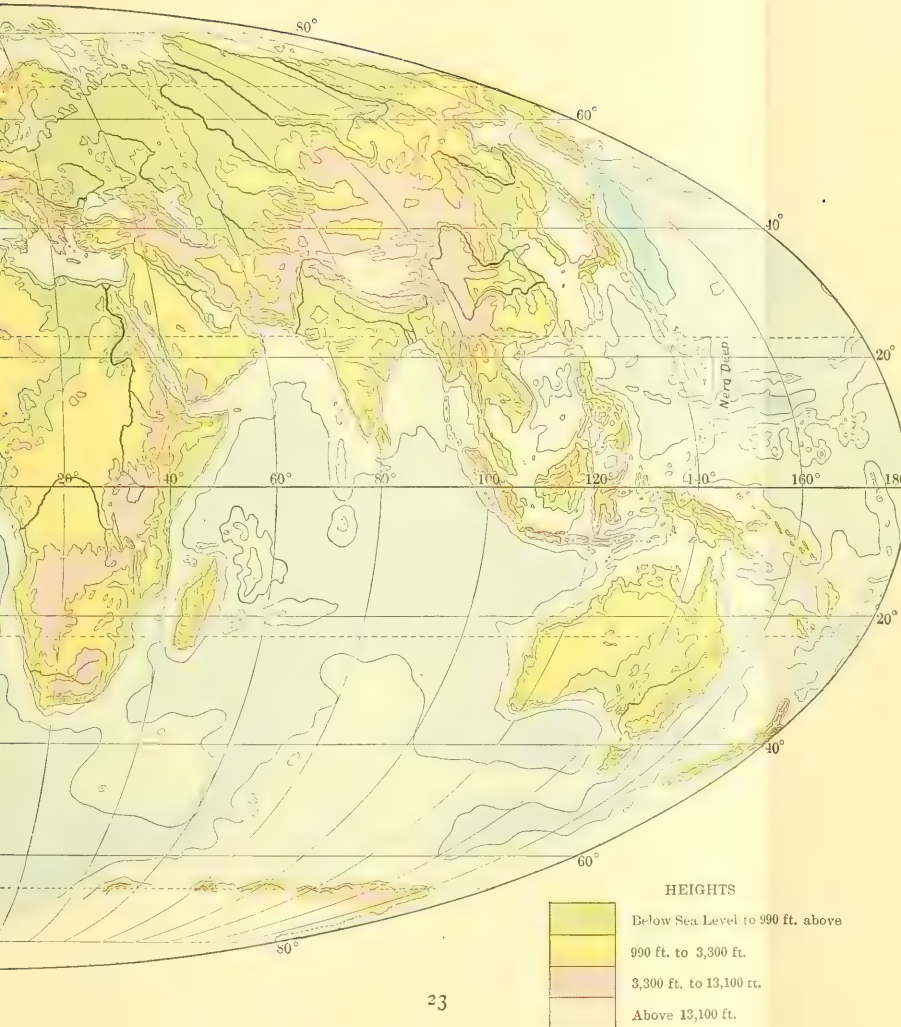 80°
60°
40°
20°
Nero Deep
20° 40° 60° 80° 100° 120° 140° 160° 180
20°
40°
60°
80°
HEIGHTS
Below Sea Level to 990 ft. above
990 ft. to 3,300 ft.
3,300 ft. to 13,100 ft.
Above 13,100 ft.
23